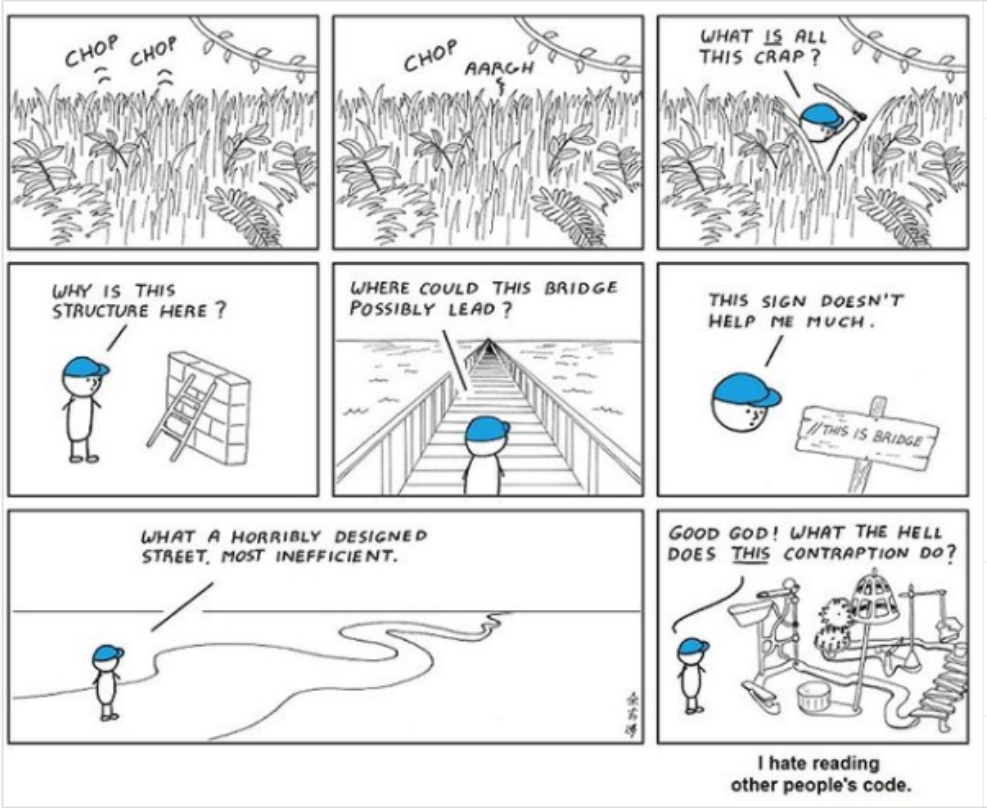 CHOP CHOP
CHOP
AARGH
WHAT IS ALL
THIS CRAP?
WHY IS THIS
STRUCTURE HERE?
WHERE COULD THIS BRIDGE
POSSIBLY LEAD?
THIS SIGN DOESN'T
HELP ME MUCH.
//THIS IS BRIDGE
WHAT A HORRIBLY DESIGNED
STREET. MOST INEFFICIENT.
GOOD GOD! WHAT THE HELL
DOES THIS CONTRAPTION DO?
I hate reading
other people's code.